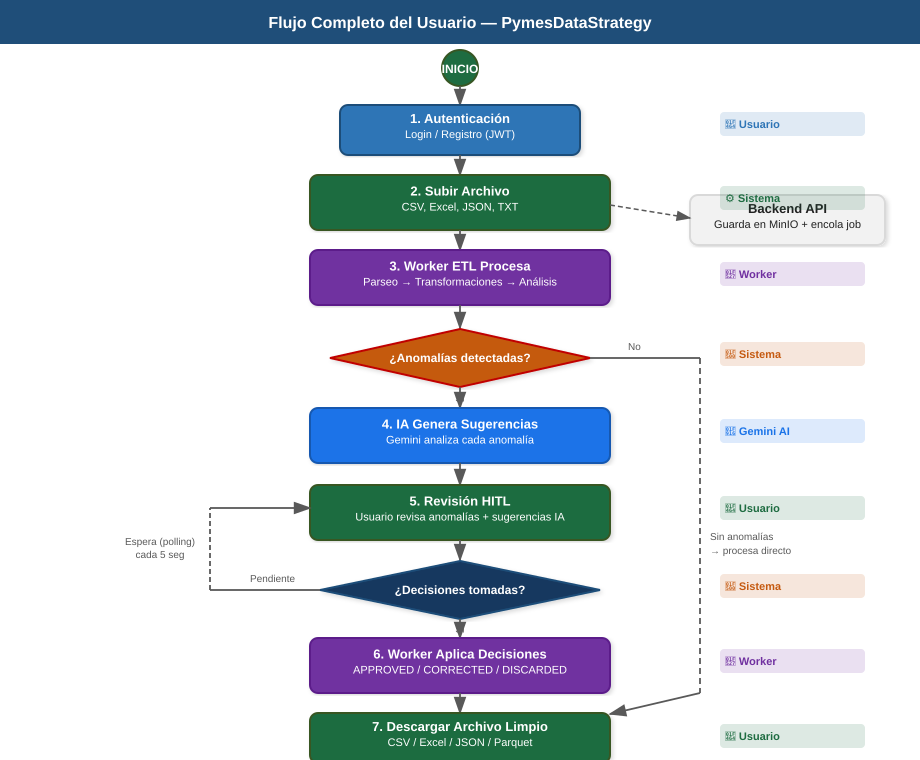 Flujo Completo del Usuario — PymesDataStrategy
INICIO
1. Autenticación
Login / Registro (JWT)
Usuario
2. Subir Archivo
CSV, Excel, JSON, TXT
⚙ Sistema
Backend API
Guarda en MinIO + encola job
3. Worker ETL Procesa
Parseo → Transformaciones → Análisis
Worker
¿Anomalías detectadas?
No
Sistema
4. IA Genera Sugerencias
Gemini analiza cada anomalía
Gemini AI
5. Revisión HITL
Usuario revisa anomalías + sugerencias IA
Usuario
Sin anomalías
→ procesa directo
Espera (polling)
cada 5 seg
Pendiente
¿Decisiones tomadas?
Sistema
6. Worker Aplica Decisiones
APPROVED / CORRECTED / DISCARDED
Worker
7. Descargar Archivo Limpio
CSV / Excel / JSON / Parquet
Usuario